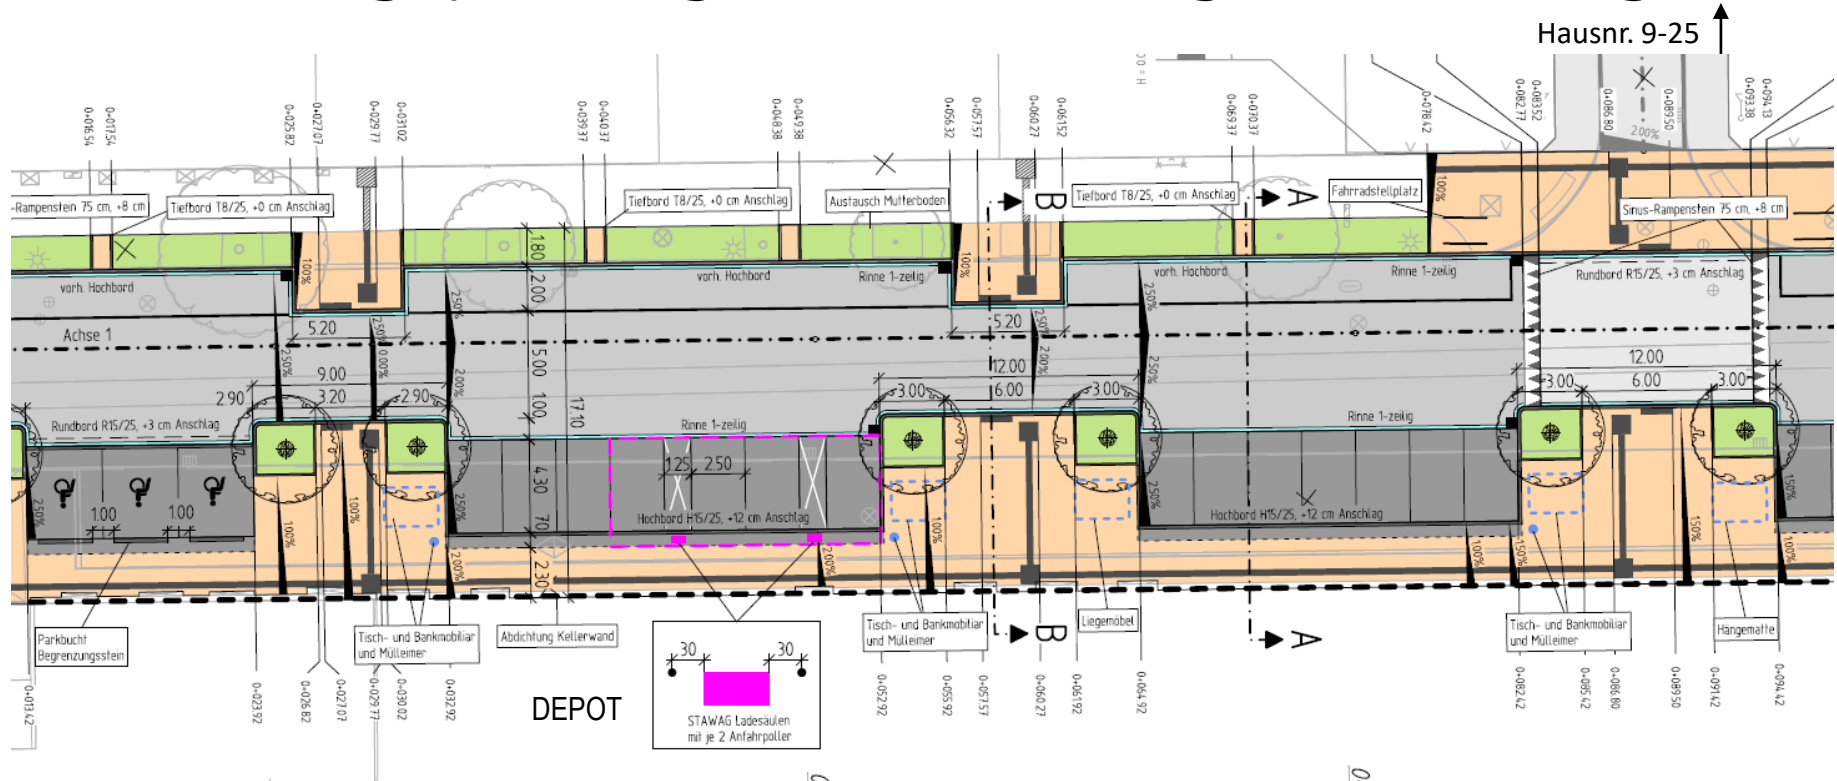 Hausnr. 9-25
0+016.54
0+017.54
0+025.82
0+027.07
0+029.77
0+031.02
0+039.37
0+040.37
0+048.38
0+049.38
0+056.32
0+057.57
0+060.27
0+061.52
0+069.37
0+070.37
0+078.42
0+082.77
0+083.52
0+086.80
0+089.50
0+093.38
0+094.13
2.00%
-Rampenstein 75 cm, +8 cm
Tiefbord T8/25, +0 cm Anschlag
Tiefbord T8/25, +0 cm Anschlag
Austausch Mutterboden
B
Tiefbord T8/25, +0 cm Anschlag
A
Fahrradstellplatz
Sinus-Rampenstein 75 cm, +8 cm
vorh. Hochbord
vorh. Hochbord
Rinne 1-zeilig
vorh. Hochbord
Rinne 1-zeilig
Rundbord R15/25, +3 cm Anschlag
1.80
2.00
5.00
1.00
17.10
4.30
70
2.30
Achse 1
5.20
5.20
9.00
2.90
3.20
2.90
12.00
3.00
6.00
3.00
12.00
3.00
6.00
3.00
Rundbord R15/25, +3 cm Anschlag
Rinne 1-zeilig
Rinne 1-zeilig
1.25
2.50
1.00
1.00
Hochbord H15/25, +12 cm Anschlag
Hochbord H15/25, +12 cm Anschlag
Parkbucht
Begrenzungsstein
Tisch- und Bankmobiliar
und Mülleimer
Abdichtung Kellerwand
Tisch- und Bankmobiliar
und Mülleimer
B
Liegemöbel
A
Tisch- und Bankmobiliar
und Mülleimer
Hängematte
30
30
STAWAG Ladesäulen
mit je 2 Anfahrpoller
DEPOT
0+013.42
0+023.92
0+026.82
0+027.07
0+029.77
0+030.02
0+032.92
0+052.92
0+055.92
0+057.57
0+060.27
0+061.92
0+064.92
0+082.42
0+085.42
0+086.80
0+089.50
0+091.42
0+094.42